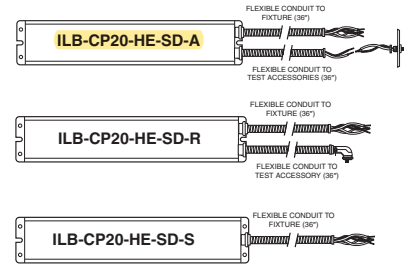 FLEXIBLE CONDUIT TO
FIXTURE (36")
ILB-CP20-HE-SD-A
FLEXIBLE CONDUIT TO
TEST ACCESSORIES (36")
FLEXIBLE CONDUIT TO
FIXTURE (36")
ILB-CP20-HE-SD-R
FLEXIBLE CONDUIT TO
TEST ACCESSORY (36")
FLEXIBLE CONDUIT TO
FIXTURE (36")
ILB-CP20-HE-SD-S